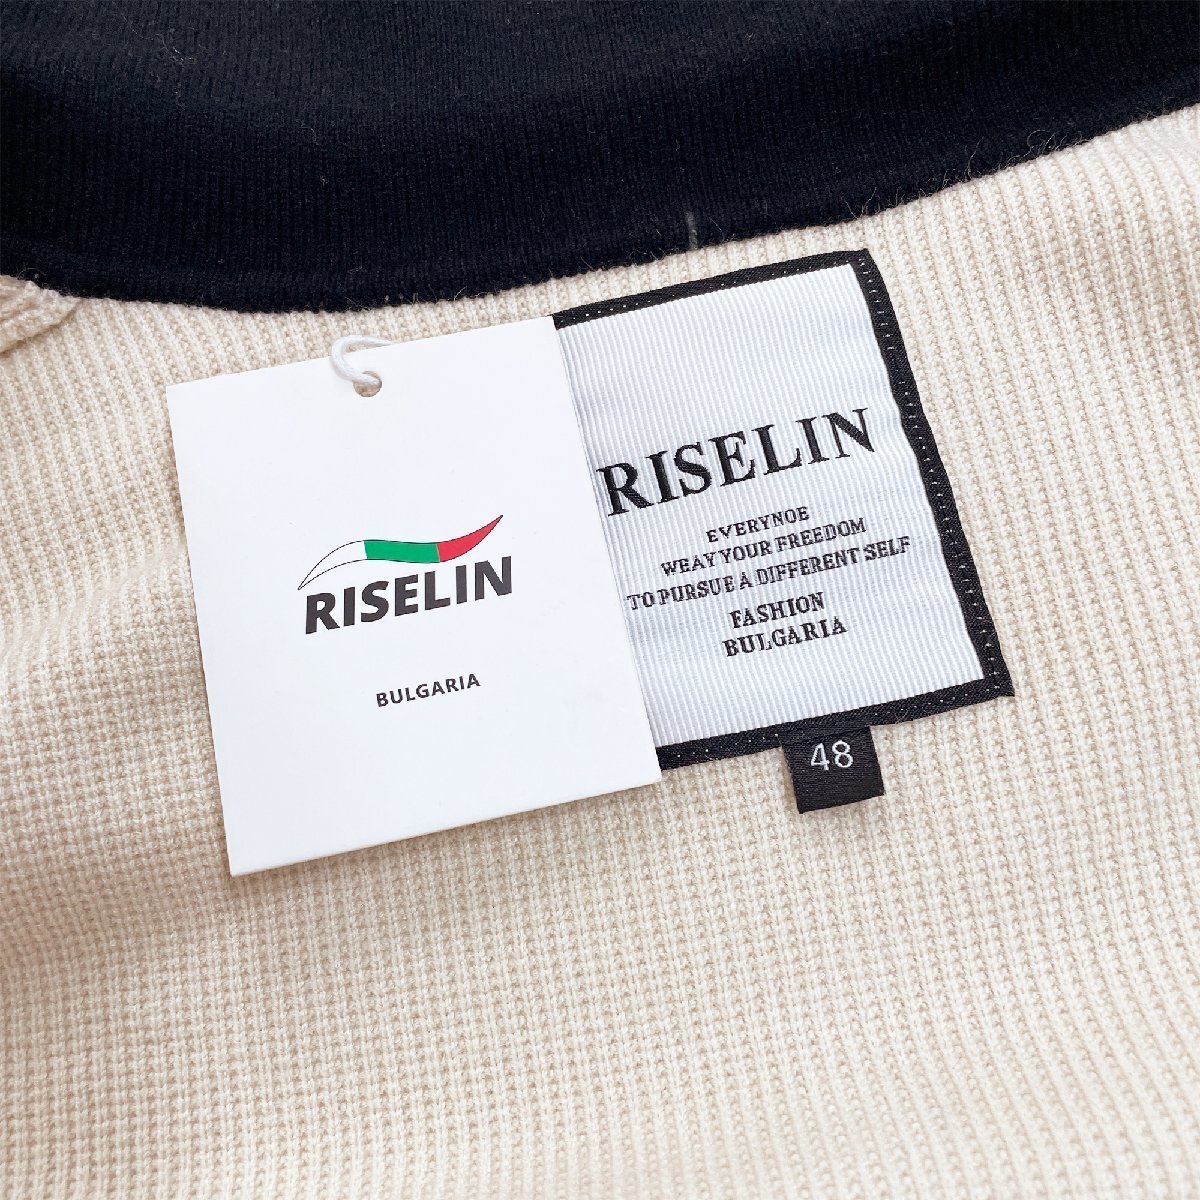 RISELIN
BULGARIA
RISELIN
EVERYNOE
WEAY YOUR FREEDOM
TO PURSUE A DIFFERENT SELF
FASHION
BULGARIA
48